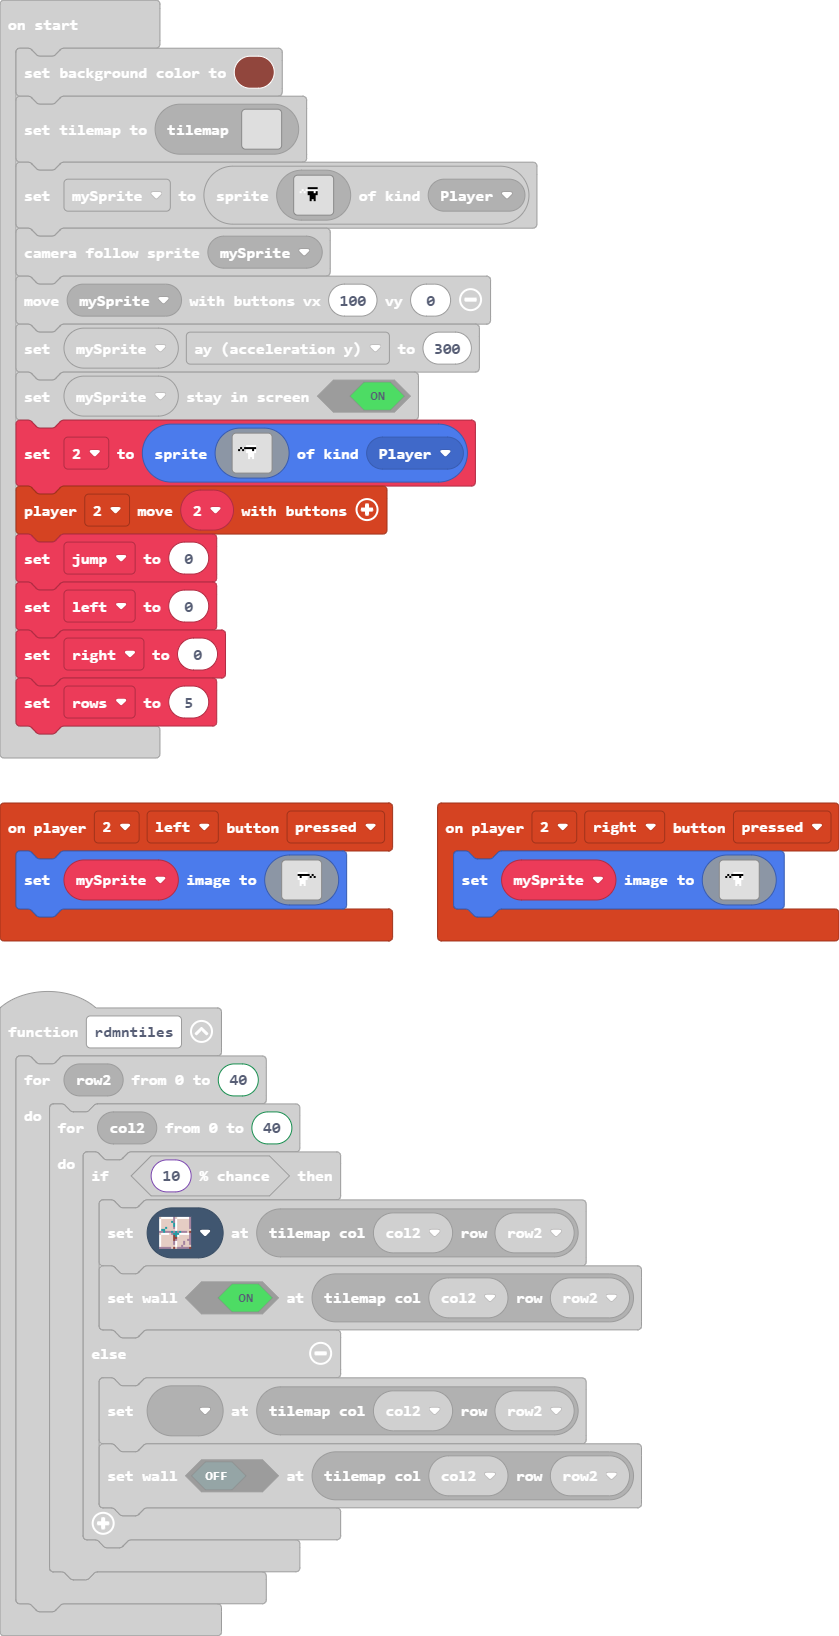 on start
set background color to
set tilemap to tilemap
set mySprite to sprite of kind Player
camera follow sprite mySprite
move mySprite with buttons vx 100 vy 0
set mySprite ay (acceleration y) to 300
set mySprite stay in screen ON
set 2 to sprite of kind Player
player 2 move 2 with buttons
set jump to 0
set left to 0
set right to 0
set rows to 5
on player 2 left button pressed
set mySprite image to
on player 2 right button pressed
set mySprite image to
function rdmntiles
for row2 from 0 to 40
do
for col2 from 0 to 40
do
if 10 % chance then
set at tilemap col col2 row row2
set wall ON at tilemap col col2 row row2
else
set at tilemap col col2 row row2
set wall OFF at tilemap col col2 row row2